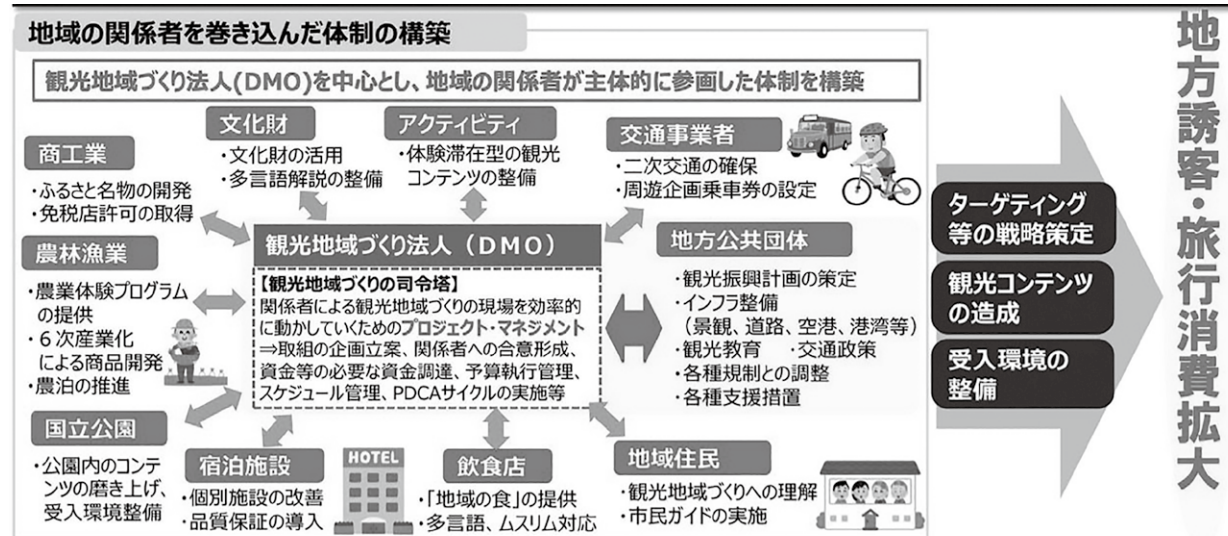 地域の関係者を巻き込んだ体制の構築
観光地域づくり法人(DMO)を中心とし、地域の関係者が主体的に参画した体制を構築
商工業
・ふるさと名物の開発
・免税店許可の取得
文化財
・文化財の活用
・多言語解説の整備
アクティビティ
・体験滞在型の観光
コンテンツの整備
交通事業者
・二次交通の確保
・周遊企画乗車券の設定
農林漁業
・農業体験プログラム
の提供
・６次産業化
による商品開発
・農泊の推進
観光地域づくり法人（ＤＭＯ）
【観光地域づくりの司令塔】
関係者による観光地域づくりの現場を効率的
に動かしていくためのプロジェクト・マネジメント
⇒取組の企画立案、関係者への合意形成、
資金等の必要な資金調達、予算執行管理、
スケジュール管理、PDCAサイクルの実施等
地方公共団体
・観光振興計画の策定
・インフラ整備
（景観、道路、空港、港湾等）
・観光教育　・交通政策
・各種規制との調整
・各種支援措置
国立公園
・公園内のコンテ
ンツの磨き上げ、
受入環境整備
宿泊施設
・個別施設の改善
・品質保証の導入
HOTEL
飲食店
・「地域の食」の提供
・多言語、ムスリム対応
地域住民
・観光地域づくりへの理解
・市民ガイドの実施
ターゲティング
等の戦略策定
観光コンテンツ
の造成
受入環境の
整備
地方誘客・旅行消費拡大